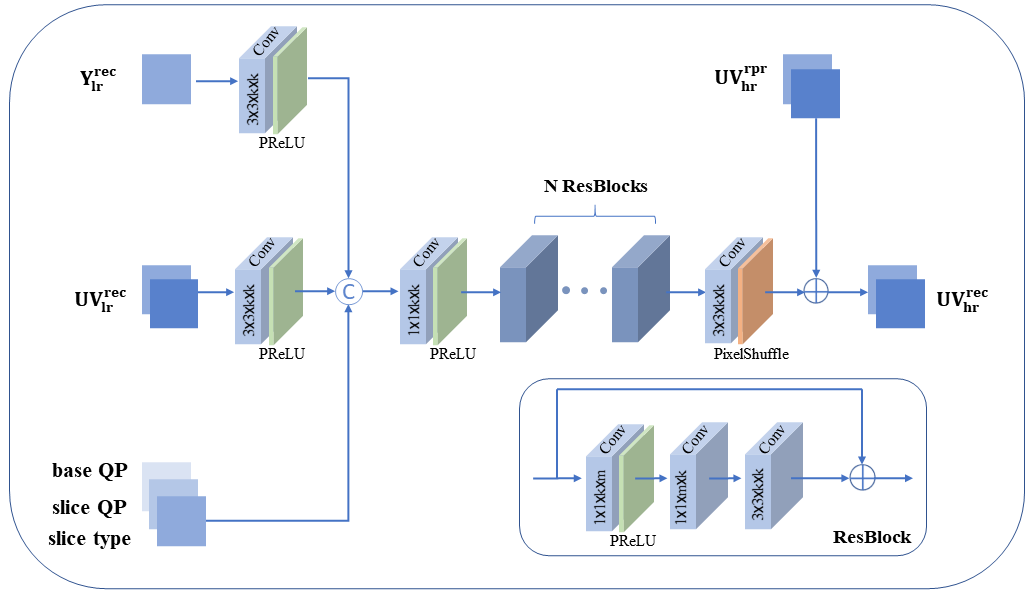 Y_lr^rec
Conv
3x3xkxk
PReLU
UV_hr^rpr
N ResBlocks
UV_lr^rec
Conv
3x3xkxk
PReLU
C
Conv
1x1xkxk
PReLU
Conv
3x3xkxk
PixelShuffle
UV_hr^rec
base QP
slice QP
slice type
Conv
1x1xkxm
PReLU
Conv
1x1xmxk
Conv
3x3xkxk
ResBlock